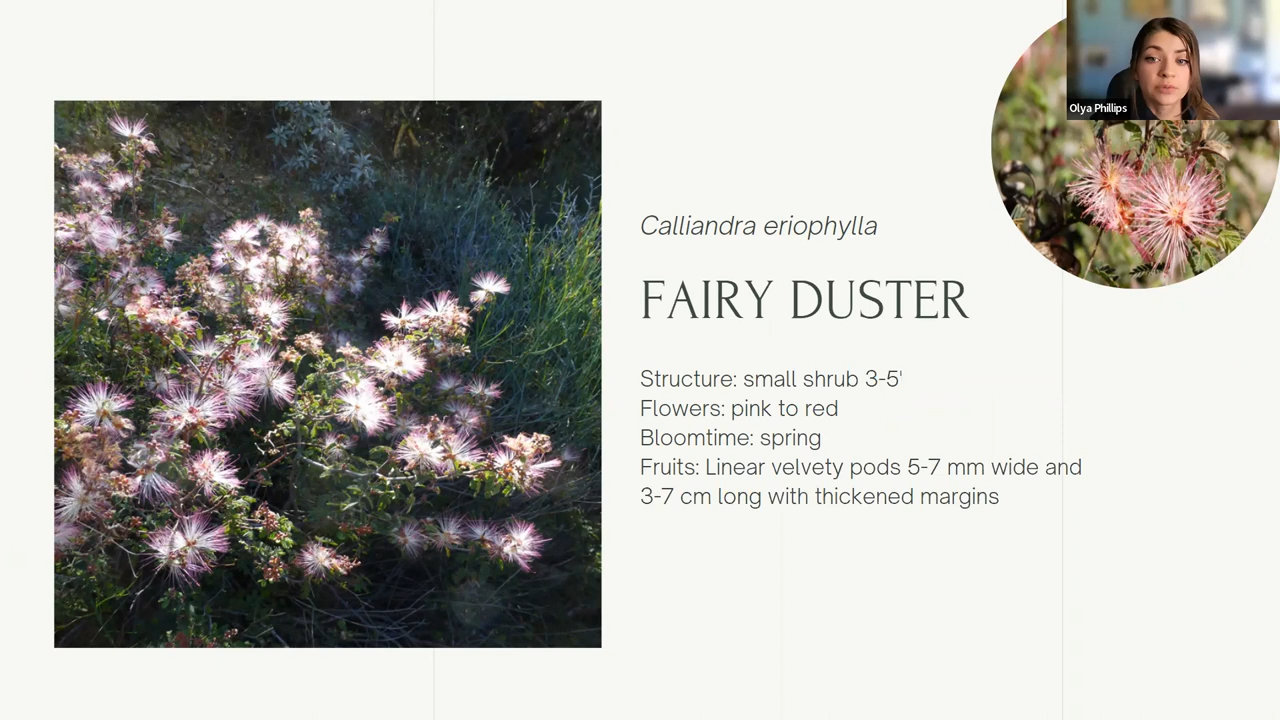 Olya Phillips
Calliandra eriophylla
FAIRY DUSTER
Structure: small shrub 3-5'
Flowers: pink to red
Bloomtime: spring
Fruits: Linear velvety pods 5-7 mm wide and
3-7 cm long with thickened margins